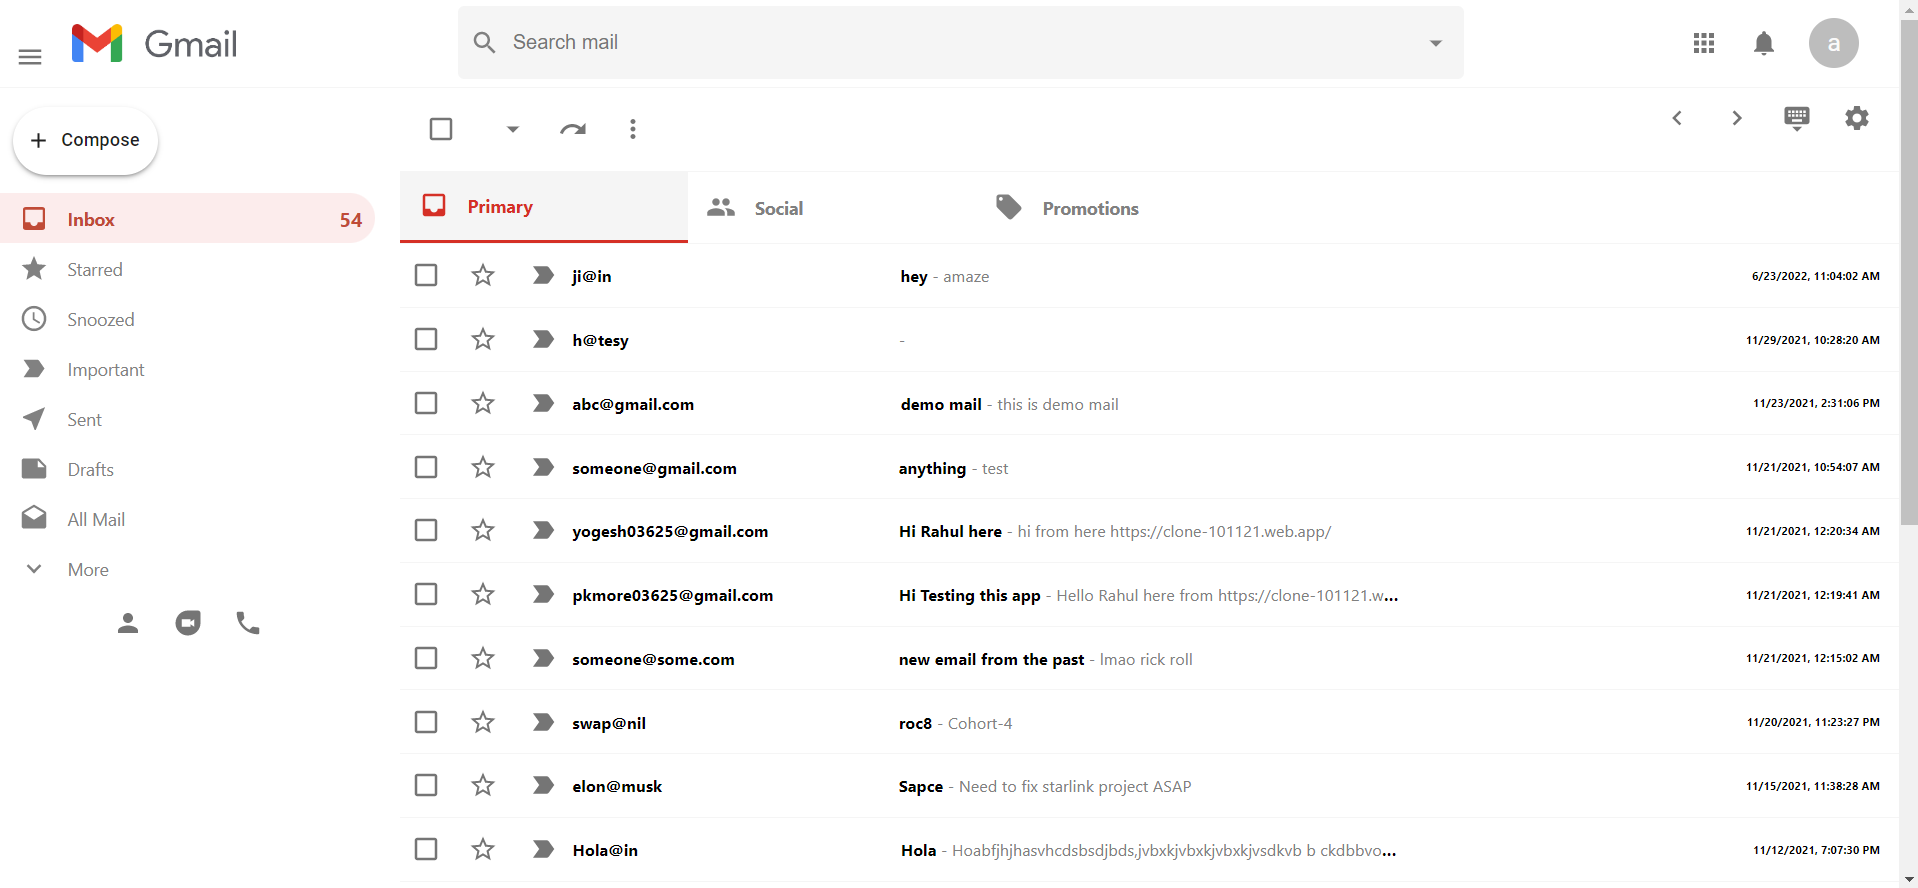 Gmail
Search mail
a
Compose
Inbox 54
Starred
Snoozed
Important
Sent
Drafts
All Mail
More
Primary
Social
Promotions
ji@in hey - amaze 6/23/2022, 11:04:02 AM
h@tesy - 11/29/2021, 10:28:20 AM
abc@gmail.com demo mail - this is demo mail 11/23/2021, 2:31:06 PM
someone@gmail.com anything - test 11/21/2021, 10:54:07 AM
yogesh03625@gmail.com Hi Rahul here - hi from here https://clone-101121.web.app/ 11/21/2021, 12:20:34 AM
pkmore03625@gmail.com Hi Testing this app - Hello Rahul here from https://clone-101121.w... 11/21/2021, 12:19:41 AM
someone@some.com new email from the past - lmao rick roll 11/21/2021, 12:15:02 AM
swap@nil roc8 - Cohort-4 11/20/2021, 11:23:27 PM
elon@musk Sapce - Need to fix starlink project ASAP 11/15/2021, 11:38:28 AM
Hola@in Hola - Hoabfjhjhasvhcdsbsdjbds,jvbxkjvbxkjvbxkjvsdkvb b ckdbbvo... 11/12/2021, 7:07:30 PM